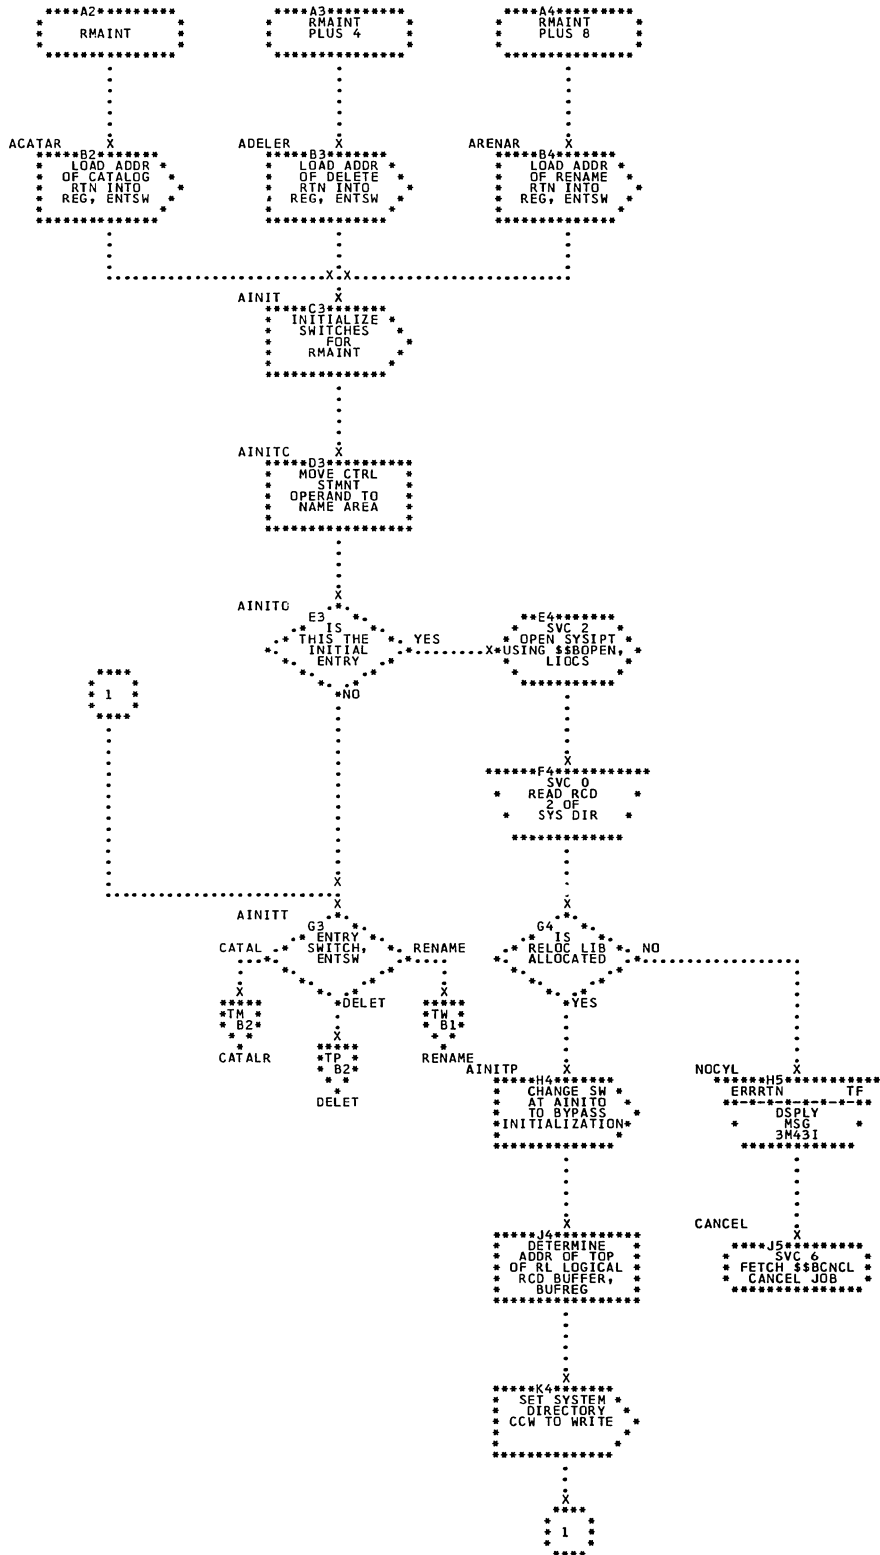 A2
RMAINT
A3
RMAINT
PLUS 4
A4
RMAINT
PLUS 8
ACATAR
B2
LOAD ADDR
OF CATALOG
RTN INTO
REG, ENTSW
ADELER
B3
LOAD ADDR
OF DELETE
RTN INTO
REG, ENTSW
ARENAR
B4
LOAD ADDR
OF RENAME
RTN INTO
REG, ENTSW
AINIT
C3
INITIALIZE
SWITCHES
FOR
RMAINT
AINITC
D3
MOVE CTRL
STMNT
OPERAND TO
NAME AREA
AINITO
E3
IS
THIS THE
INITIAL
ENTRY
YES
NO
E4
SVC 2
OPEN SYSIPT
USING $$BOPEN,
LIOCS
1
F4
SVC 0
READ RCD
2 OF
SYS DIR
AINITT
G3
ENTRY
SWITCH,
ENTSW
CATAL
RENAME
DELET
G4
IS
RELOC LIB
ALLOCATED
NO
YES
TM
B2
CATALR
TP
B2
DELET
TW
B1
RENAME
AINITP
H4
CHANGE SW
AT AINITO
TO BYPASS
INITIALIZATION
NOCYL
H5
ERRRTN TF
DSPLY
MSG
3M43I
J4
DETERMINE
ADDR OF TOP
OF RL LOGICAL
RCD BUFFER,
BUFREG
CANCEL
J5
SVC 6
FETCH $$BCNCL
CANCEL JOB
K4
SET SYSTEM
DIRECTORY
CCW TO WRITE
1